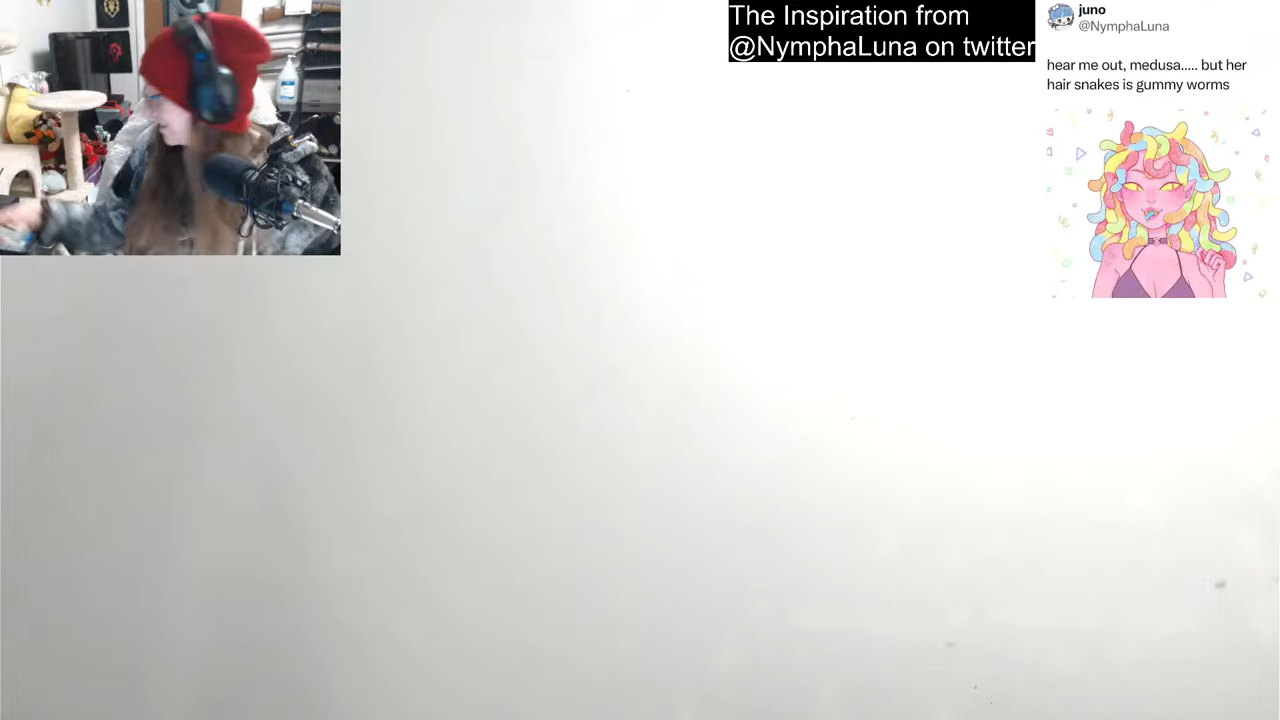 The Inspiration from
@NymphaLuna on twitter
juno
@NymphaLuna
hear me out, medusa..... but her
hair snakes is gummy worms